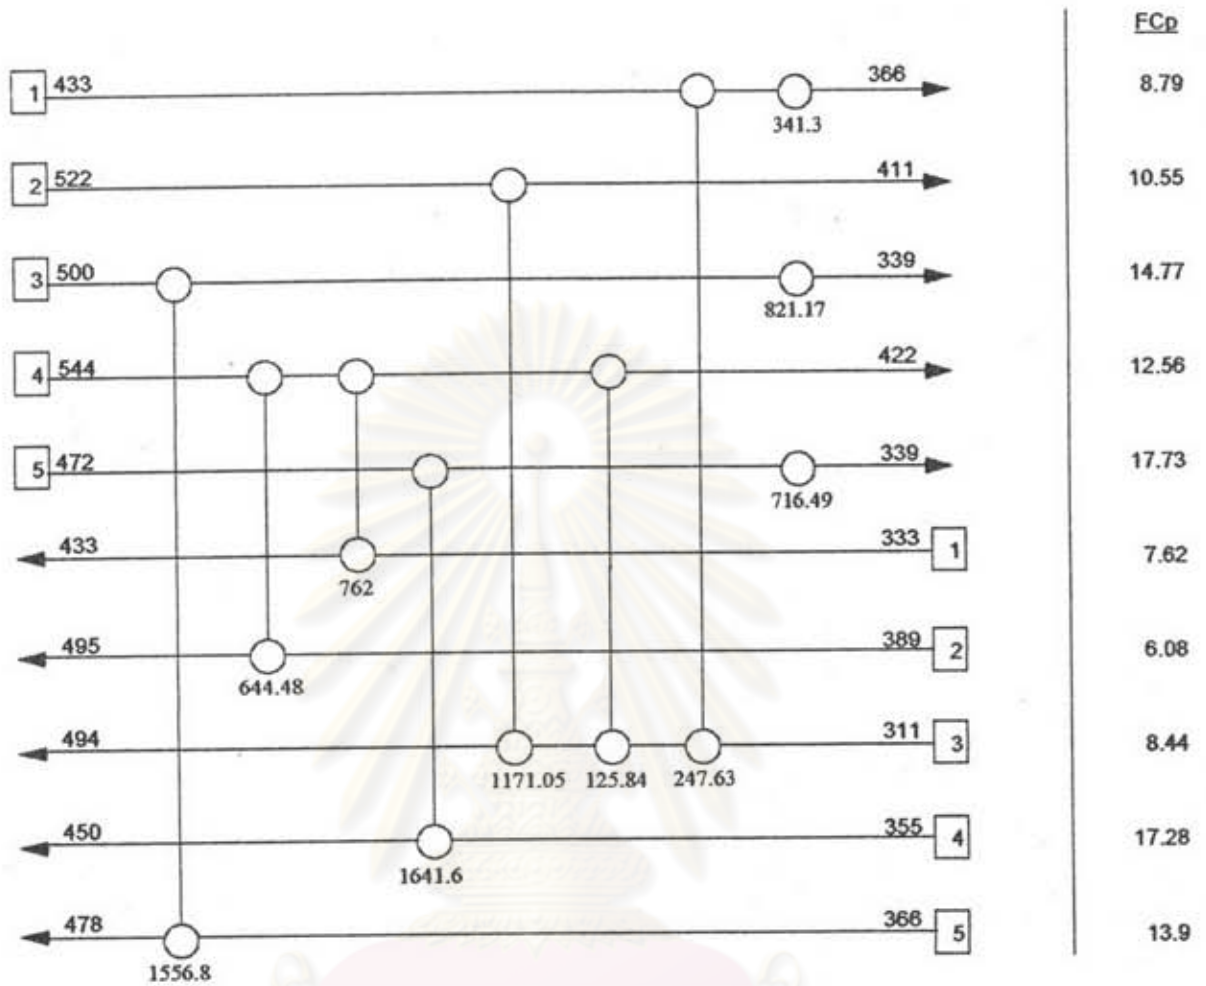 FCp
1 433 366 8.79
341.3
2 522 411 10.55
3 500 339 14.77
821.17
4 544 422 12.56
5 472 339 17.73
716.49
433 333 1 7.62
762
495 389 2 6.08
644.48
494 311 3 8.44
1171.05 125.84 247.63
450 355 4 17.28
1641.6
478 366 5 13.9
1556.8